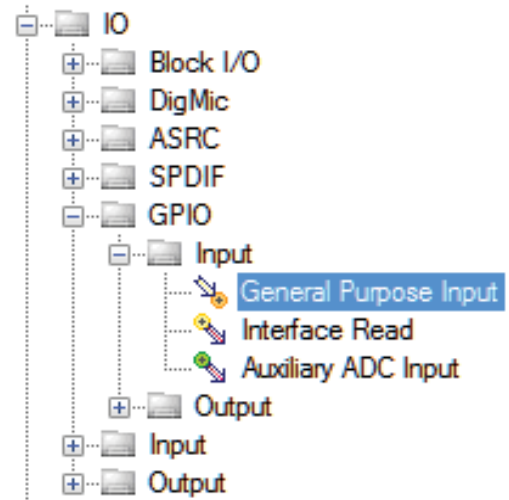 IO
Block I/O
DigMic
ASRC
SPDIF
GPIO
Input
General Purpose Input
Interface Read
Auxiliary ADC Input
Output
Input
Output